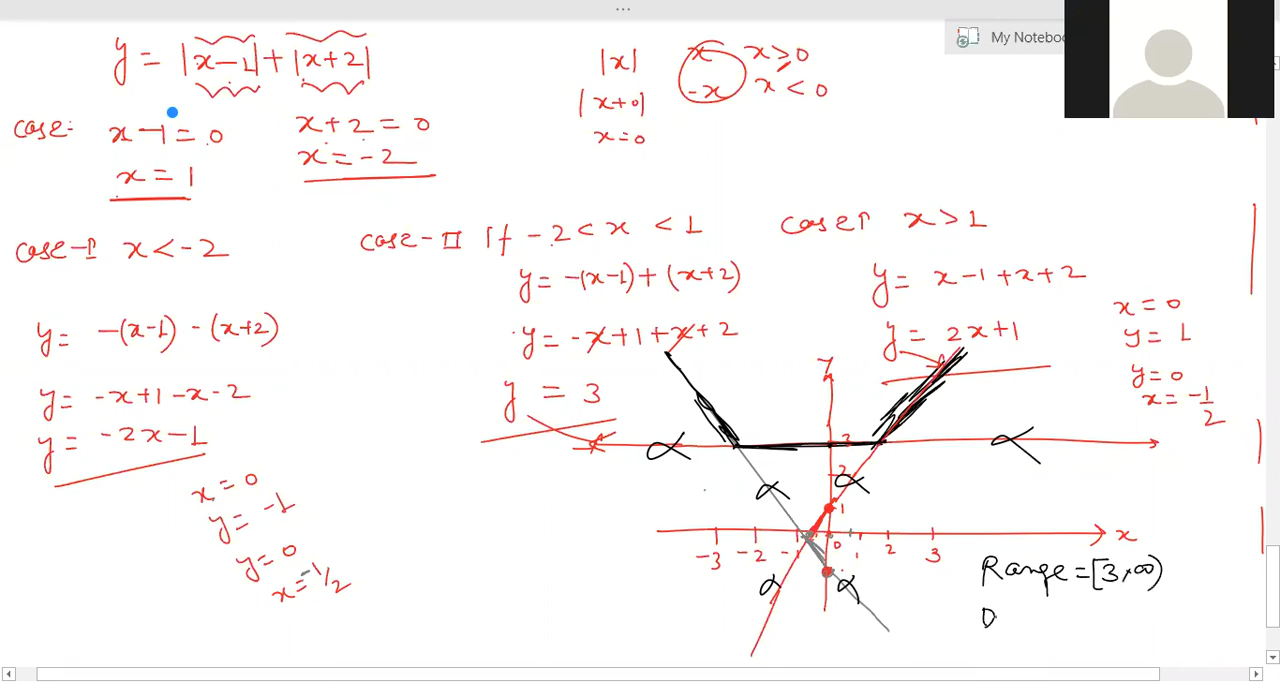 y = |x-1| + |x+2|
|x| x x ≥ 0
-x x < 0
|x+0|
x = 0
My Notebook
case:- x-1 = 0 x+2 = 0
x = 1 x = -2
case-I x < -2
case-II If -2 < x < 1
case x > 1
y = -(x-1) - (x+2)
y = -x+1-x-2
y = -2x-1
x = 0
y = -1
y = 0
x = -1/2
y = -(x-1) + (x+2)
y = -x+1+x+2
y = 3
y = x-1+x+2
y = 2x+1
x = 0
y = 1
y = 0
x = -1/2
y
3
2
1
-3 -2 -1 0 1 2 3 x
α α α α α α
Range = [3, ∞)
D